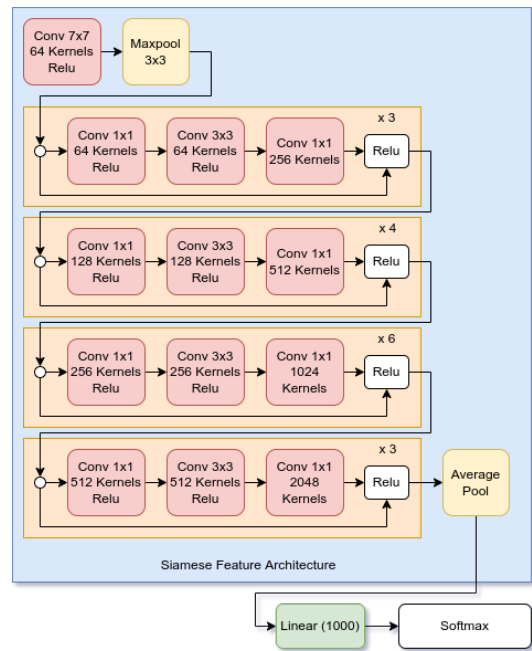 Conv 7x7
64 Kernels
Relu
Maxpool
3x3
x 3
Conv 1x1
64 Kernels
Relu
Conv 3x3
64 Kernels
Relu
Conv 1x1
256 Kernels
Relu
x 4
Conv 1x1
128 Kernels
Relu
Conv 3x3
128 Kernels
Relu
Conv 1x1
512 Kernels
Relu
x 6
Conv 1x1
256 Kernels
Relu
Conv 3x3
256 Kernels
Relu
Conv 1x1
1024
Kernels
Relu
x 3
Conv 1x1
512 Kernels
Relu
Conv 3x3
512 Kernels
Relu
Conv 1x1
2048
Kernels
Relu
Average
Pool
Siamese Feature Architecture
Linear (1000)
Softmax